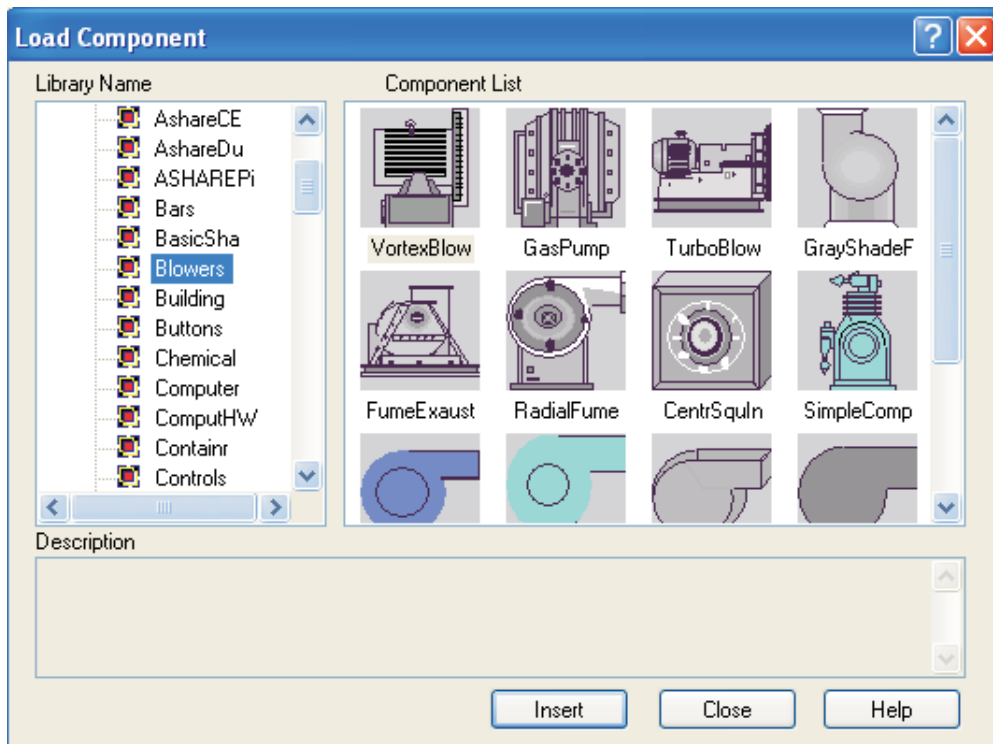 Load Component
Library Name
Component List
AshareCE
AshareDu
ASHAREPi
Bars
BasicSha
Blowers
Building
Buttons
Chemical
Computer
ComputHW
Containr
Controls
VortexBlow GasPump TurboBlow GrayShadeF
FumeExaust RadialFume CentrSquIn SimpleComp
Description
Insert Close Help